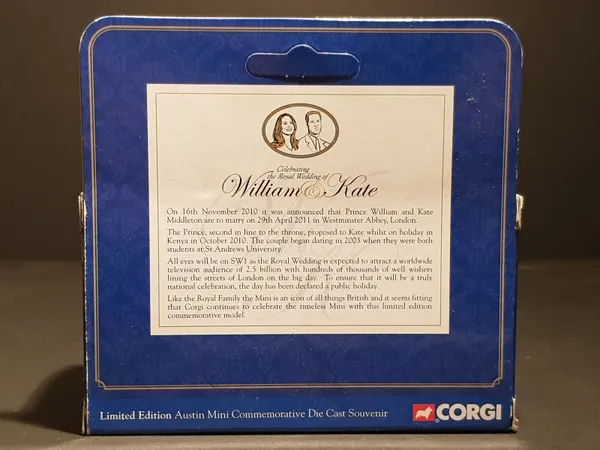 Celebrating
the Royal Wedding of
William & Kate
On 16th November 2010 it was announced that Prince William and Kate
Middleton are to marry on 29th April 2011 in Westminster Abbey, London.
The Prince, second in line to the throne, proposed to Kate whilst on holiday in
Kenya in October 2010. The couple began dating in 2003 when they were both
students at St Andrews University.
All eyes will be on SW1 as the Royal Wedding is expected to attract a worldwide
television audience of 2.5 billion with hundreds of thousands of well wishers
lining the streets of London on the big day. To ensure that it will be a truly
national celebration, the day has been declared a public holiday.
Like the Royal Family the Mini is an icon of all things British and it seems fitting
that Corgi continues to celebrate the timeless Mini with this limited edition
commemorative model.
Limited Edition Austin Mini Commemorative Die Cast Souvenir
CORGI